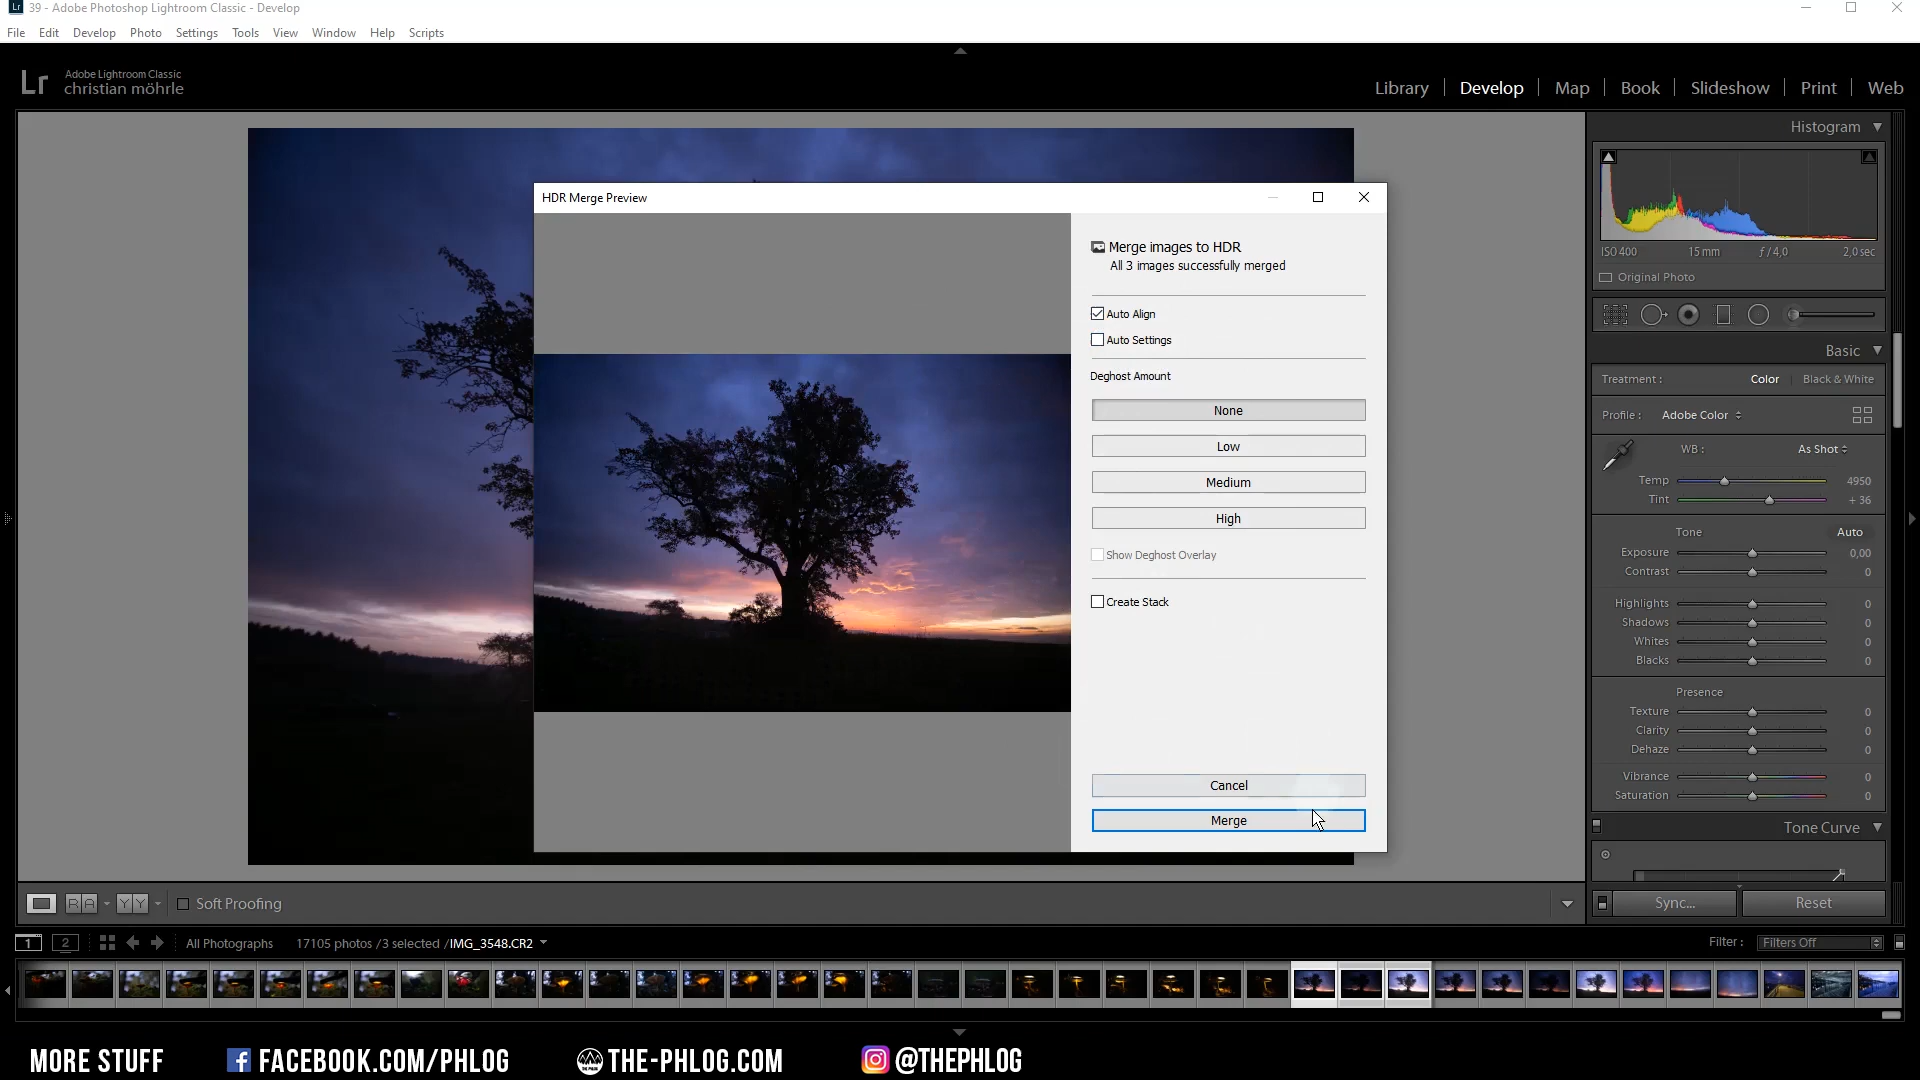 Lr 39 - Adobe Photoshop Lightroom Classic - Develop
File Edit Develop Photo Settings Tools View Window Help Scripts
Lr Adobe Lightroom Classic
christian möhrle
Library | Develop | Map | Book | Slideshow | Print | Web
Histogram
ISO 400 15 mm ƒ / 4,0 2,0 sec
Original Photo
Basic
Treatment : Color Black & White
Profile : Adobe Color
WB : As Shot
Temp 4950
Tint + 36
Tone Auto
Exposure 0,00
Contrast 0
Highlights 0
Shadows 0
Whites 0
Blacks 0
Presence
Texture 0
Clarity 0
Dehaze 0
Vibrance 0
Saturation 0
Tone Curve
Sync... Reset
HDR Merge Preview
Merge images to HDR
All 3 images successfully merged
Auto Align
Auto Settings
Deghost Amount
None
Low
Medium
High
Show Deghost Overlay
Create Stack
Cancel
Merge
R A Y Y Soft Proofing
1 2 All Photographs 17105 photos /3 selected /IMG_3548.CR2 Filter : Filters Off
MORE STUFF FACEBOOK.COM/PHLOG THE-PHLOG.COM @THEPHLOG